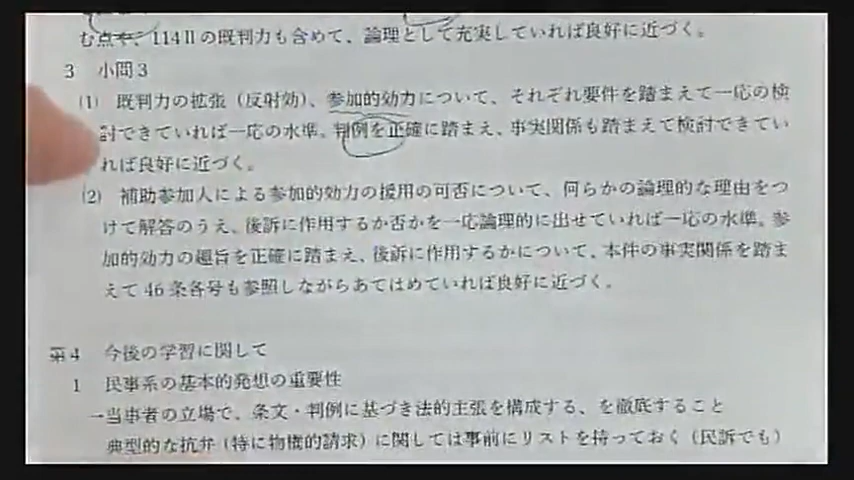 む点や、114Ⅱの既判力も含めて、論理として充実していれば良好に近づく。
3 小問3
(1) 既判力の拡張（反射効）、参加的効力について、それぞれ要件を踏まえて一応の検
討できていれば一応の水準。判例を正確に踏まえ、事実関係も踏まえて検討できてい
れば良好に近づく。
(2) 補助参加人による参加的効力の援用の可否について、何らかの論理的な理由をつ
けて解答のうえ、後訴に作用するか否かを一応論理的に出せていれば一応の水準。参
加的効力の趣旨を正確に踏まえ、後訴に作用するかについて、本件の事実関係を踏ま
えて46条各号も参照しながらあてはめていれば良好に近づく。
第4 今後の学習に関して
1 民事系の基本的発想の重要性
→当事者の立場で、条文・判例に基づき法的主張を構成する、を徹底すること
典型的な抗弁（特に物権的請求）に関しては事前にリストを持っておく（民訴でも）